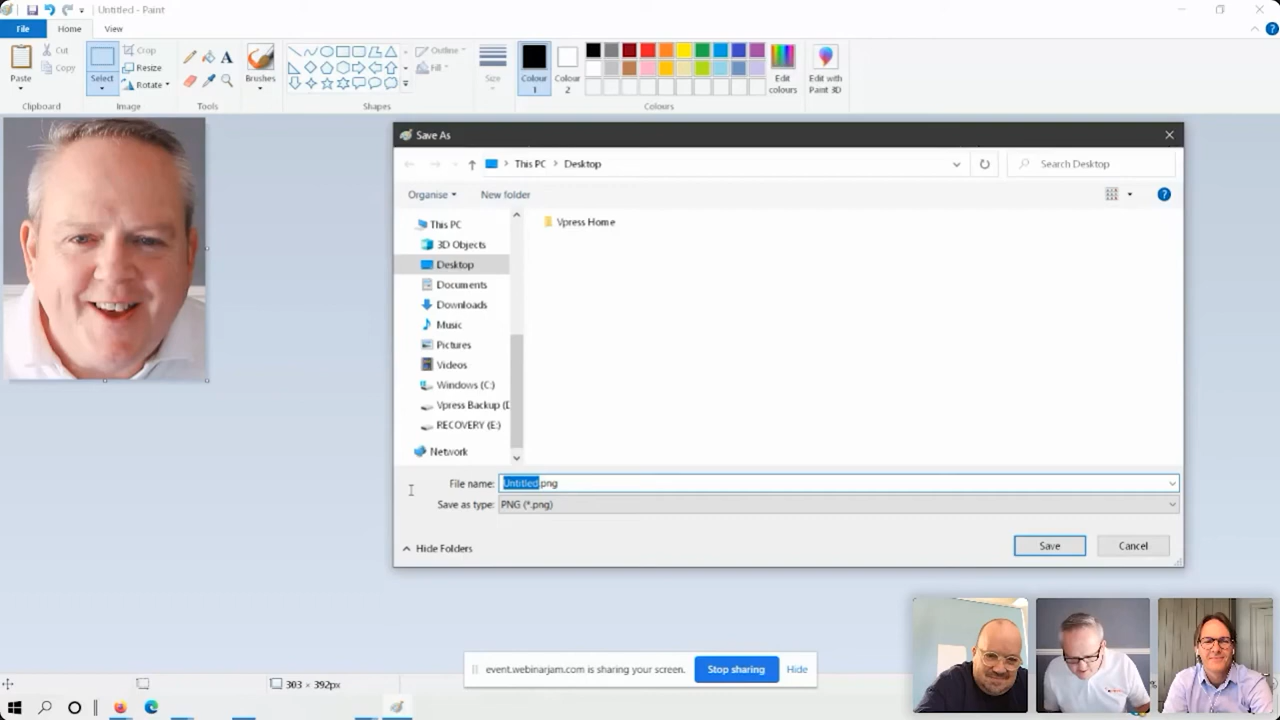 Untitled - Paint
File Home View
Paste
Cut
Copy
Clipboard
Select
Crop
Resize
Rotate
Image
Tools
Brushes
Outline
Fill
Shapes
Size
Colour 1
Colour 2
Edit colours
Edit with Paint 3D
Colours
Save As
This PC > Desktop
Search Desktop
Organise New folder
This PC
3D Objects
Desktop
Documents
Downloads
Music
Pictures
Videos
Windows (C:)
Vpress Backup (D
RECOVERY (E:)
Network
Vpress Home
File name: Untitled.png
Save as type: PNG (*.png)
Hide Folders
Save Cancel
event.webinarjam.com is sharing your screen. Stop sharing Hide
303 × 392px